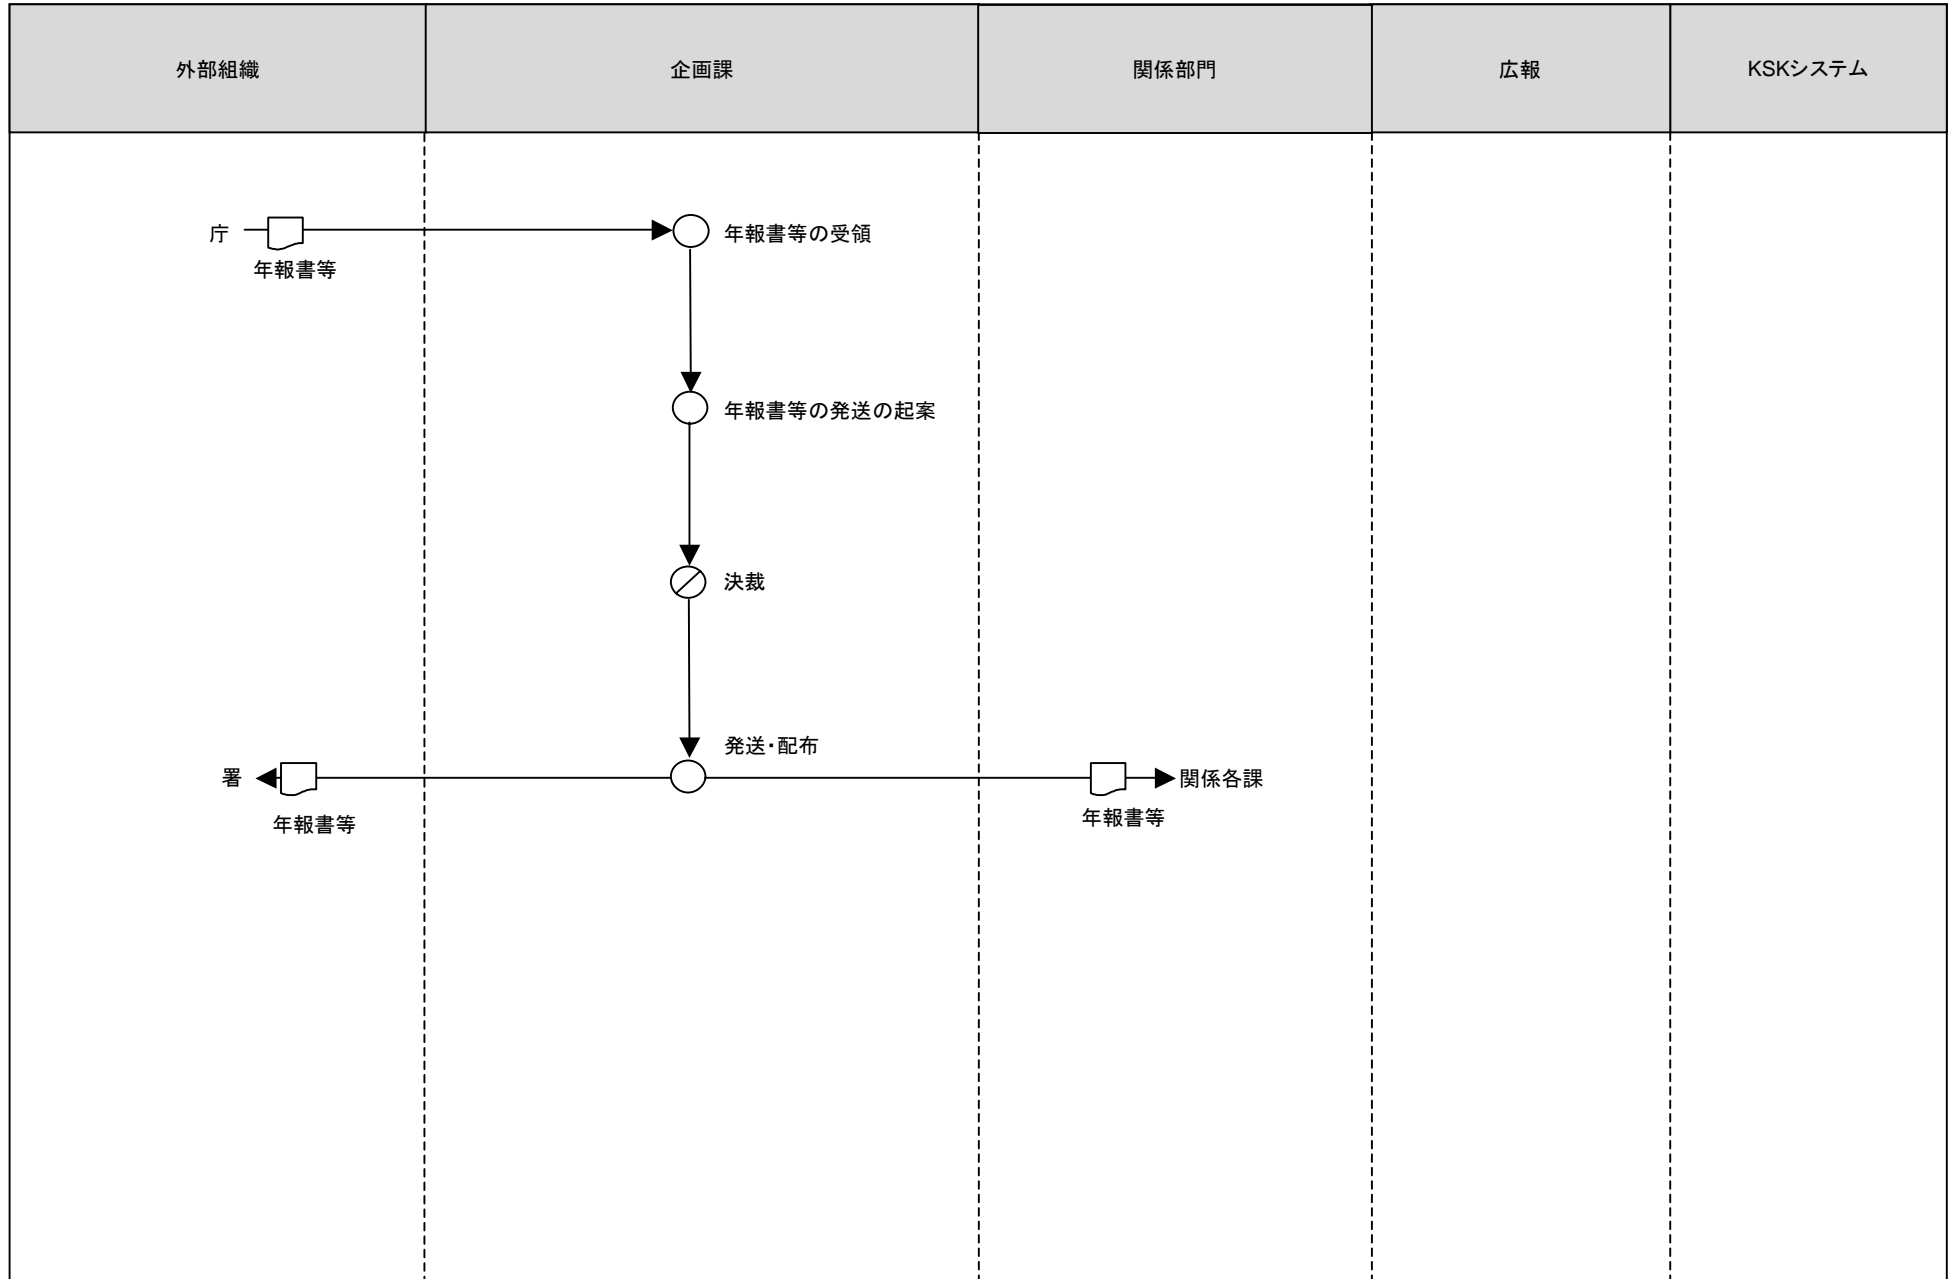 外部組織
企画課
関係部門
広報
KSKシステム
庁
年報書等の受領
年報書等
年報書等の発送の起案
決裁
発送・配布
署
関係各課
年報書等
年報書等